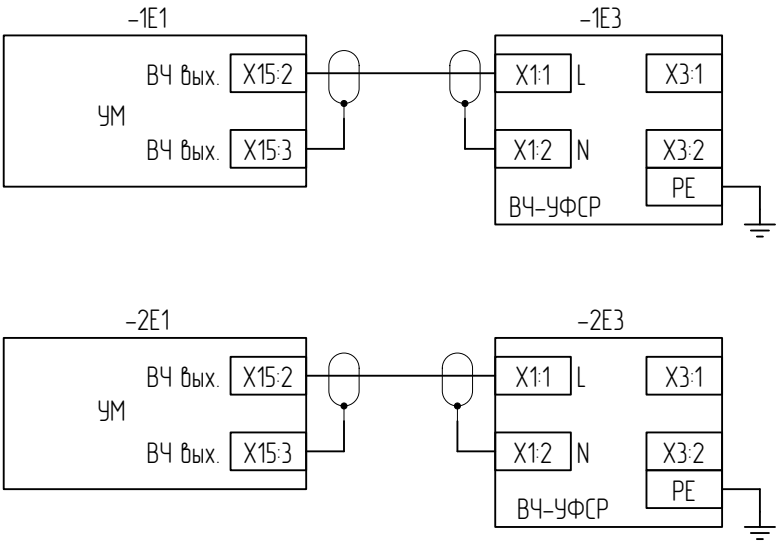 -1E1
-1E3
ВЧ вых. X15:2
X1:1 L
X3:1
УМ
ВЧ вых. X15:3
X1:2 N
X3:2
PE
ВЧ-УФСР
-2E1
-2E3
ВЧ вых. X15:2
X1:1 L
X3:1
УМ
ВЧ вых. X15:3
X1:2 N
X3:2
PE
ВЧ-УФСР